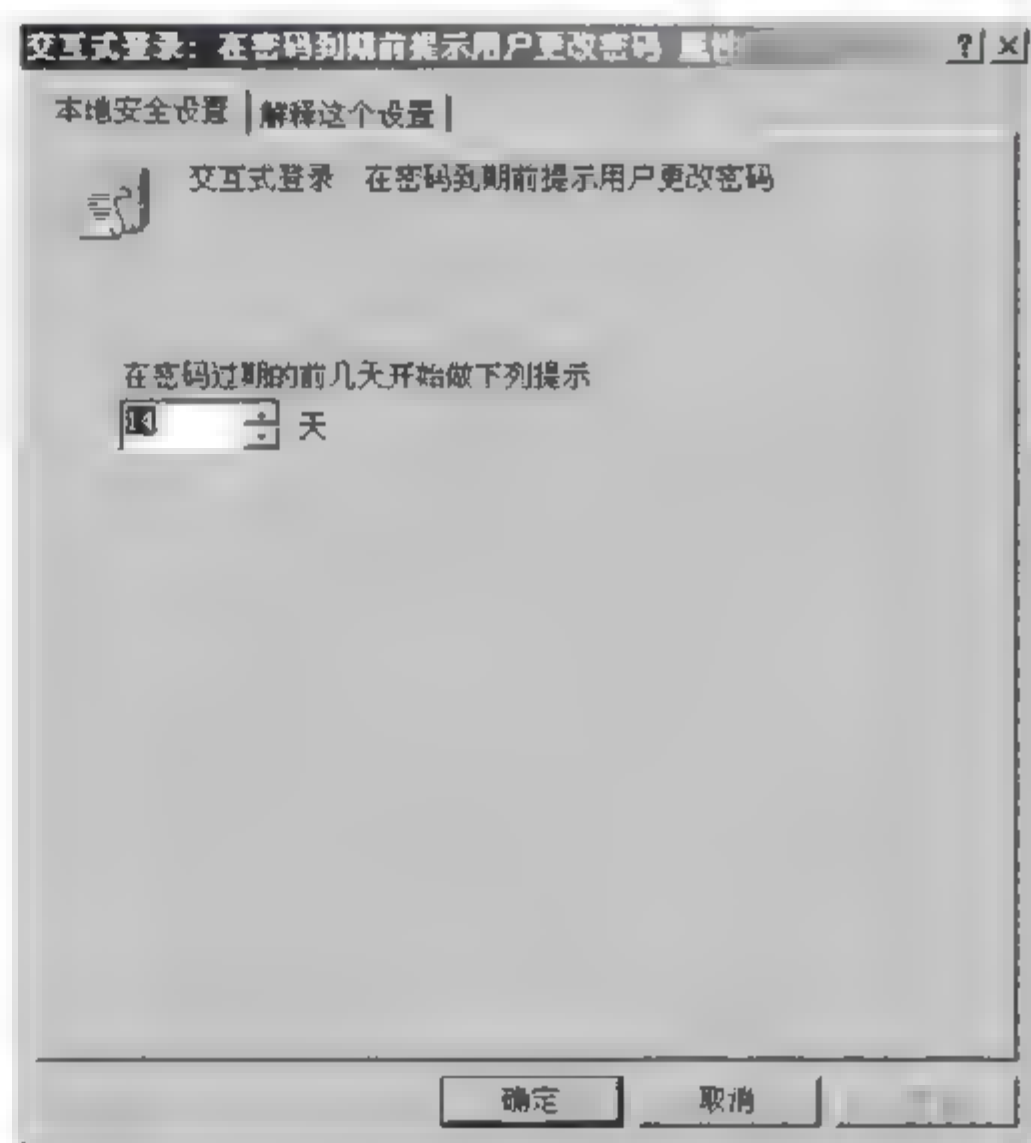 交互式登录: 在密码到期前提示用户更改密码 属性
? ×
本地安全设置 解释这个设置
交互式登录 在密码到期前提示用户更改密码
在密码过期的前几天开始做下列提示
14 天
确定 取消